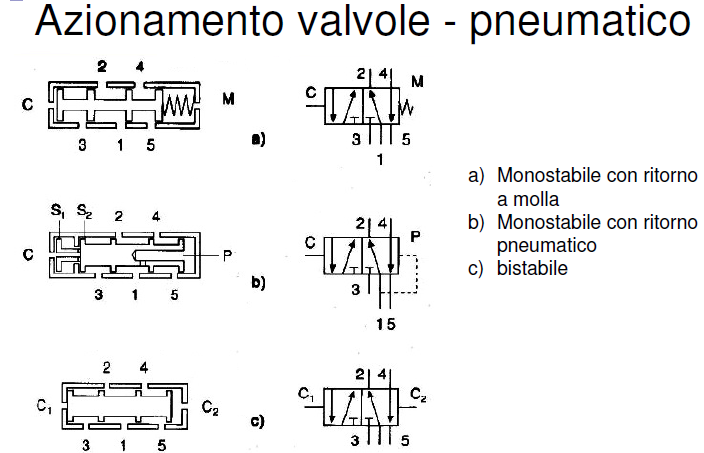 Azionamento valvole - pneumatico
2 4
C M
3 1 5
a)
2 4
C M
3 5
1
S₁ S₂ 2 4
C P
3 1 5
b)
2 4
C P
3
1 5
2 4
C₁ C₂
3 1 5
c)
2 4
C₁ C₂
3 5
a) Monostabile con ritorno
a molla
b) Monostabile con ritorno
pneumatico
c) bistabile